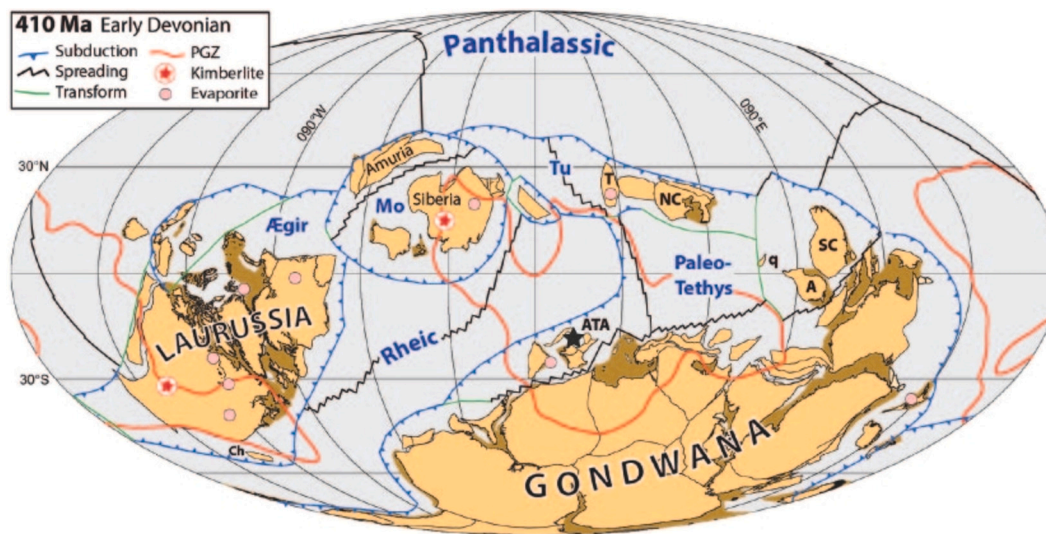 410 Ma Early Devonian
Subduction
PGZ
Spreading
Kimberlite
Transform
Evaporite
Panthalassic
090°W
090°E
30°N
Amuria
Tu
T
NC
Siberia
Mo
Ægir
SC
q
Paleo-
Tethys
A
LAURUSSIA
ATA
Rheic
30°S
GONDWANA
Ch